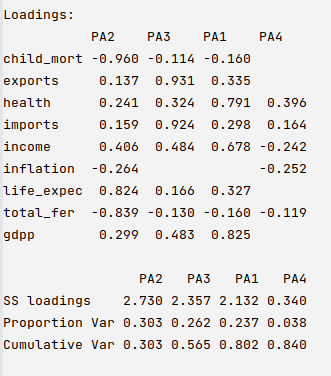 Loadings:
PA2 PA3 PA1 PA4
child_mort -0.960 -0.114 -0.160
exports 0.137 0.931 0.335
health 0.241 0.324 0.791 0.396
imports 0.159 0.924 0.298 0.164
income 0.406 0.484 0.678 -0.242
inflation -0.264 -0.252
life_expec 0.824 0.166 0.327
total_fer -0.839 -0.130 -0.160 -0.119
gdpp 0.299 0.483 0.825
PA2 PA3 PA1 PA4
SS loadings 2.730 2.357 2.132 0.340
Proportion Var 0.303 0.262 0.237 0.038
Cumulative Var 0.303 0.565 0.802 0.840